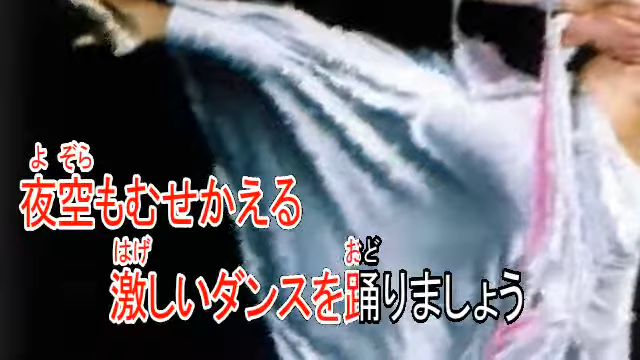 よぞら
夜空もむせかえる
はげ おど
激しいダンスを踊りましょう